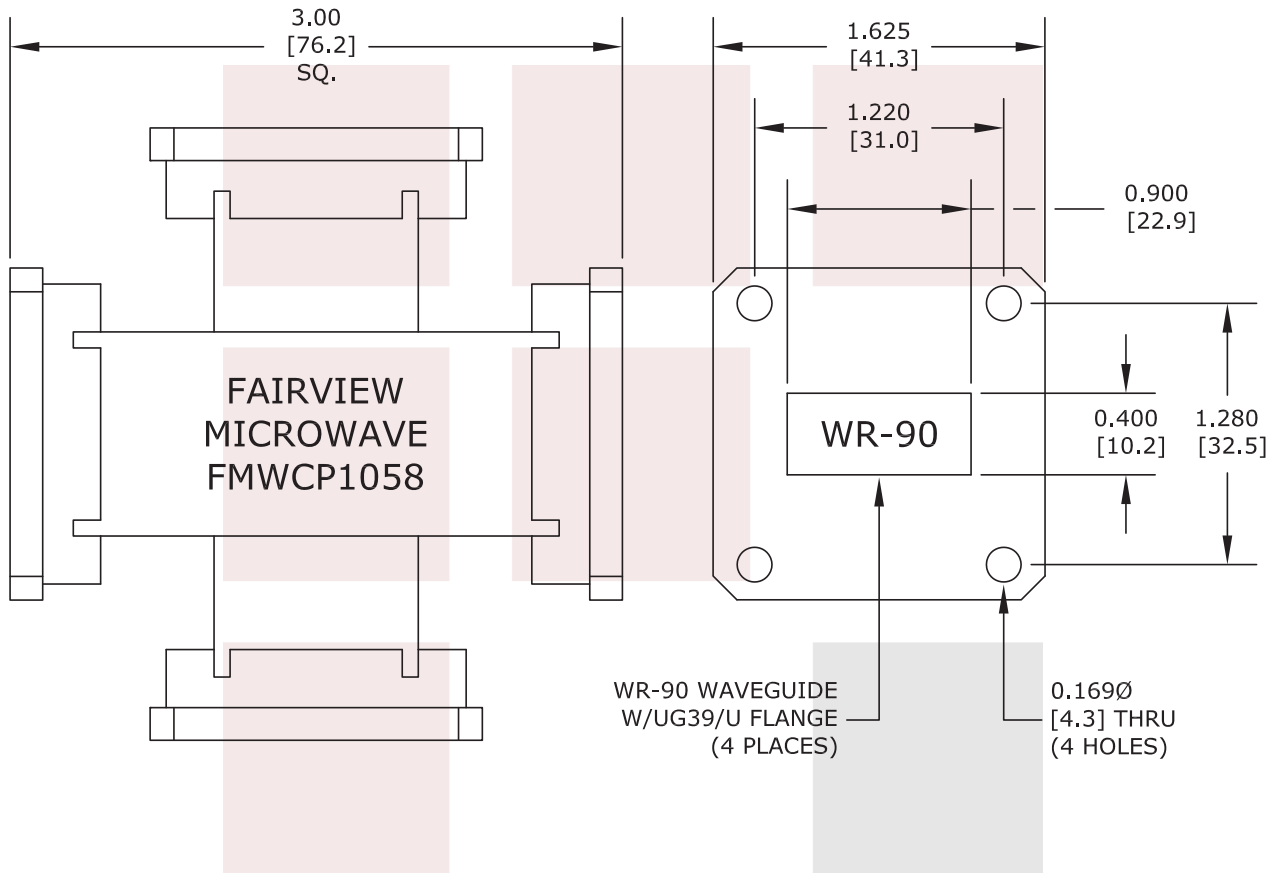 3.00
[76.2]
SQ.
1.625
[41.3]
1.220
[31.0]
0.900
[22.9]
FAIRVIEW
MICROWAVE
FMWCP1058
WR-90
0.400
[10.2]
1.280
[32.5]
WR-90 WAVEGUIDE
W/UG39/U FLANGE
(4 PLACES)
0.169Ø
[4.3] THRU
(4 HOLES)